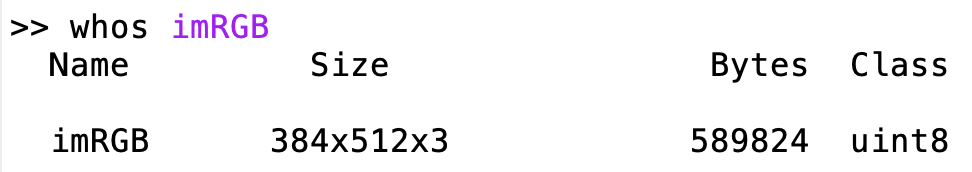 >> whos imRGB
Name Size Bytes Class
imRGB 384x512x3 589824 uint8